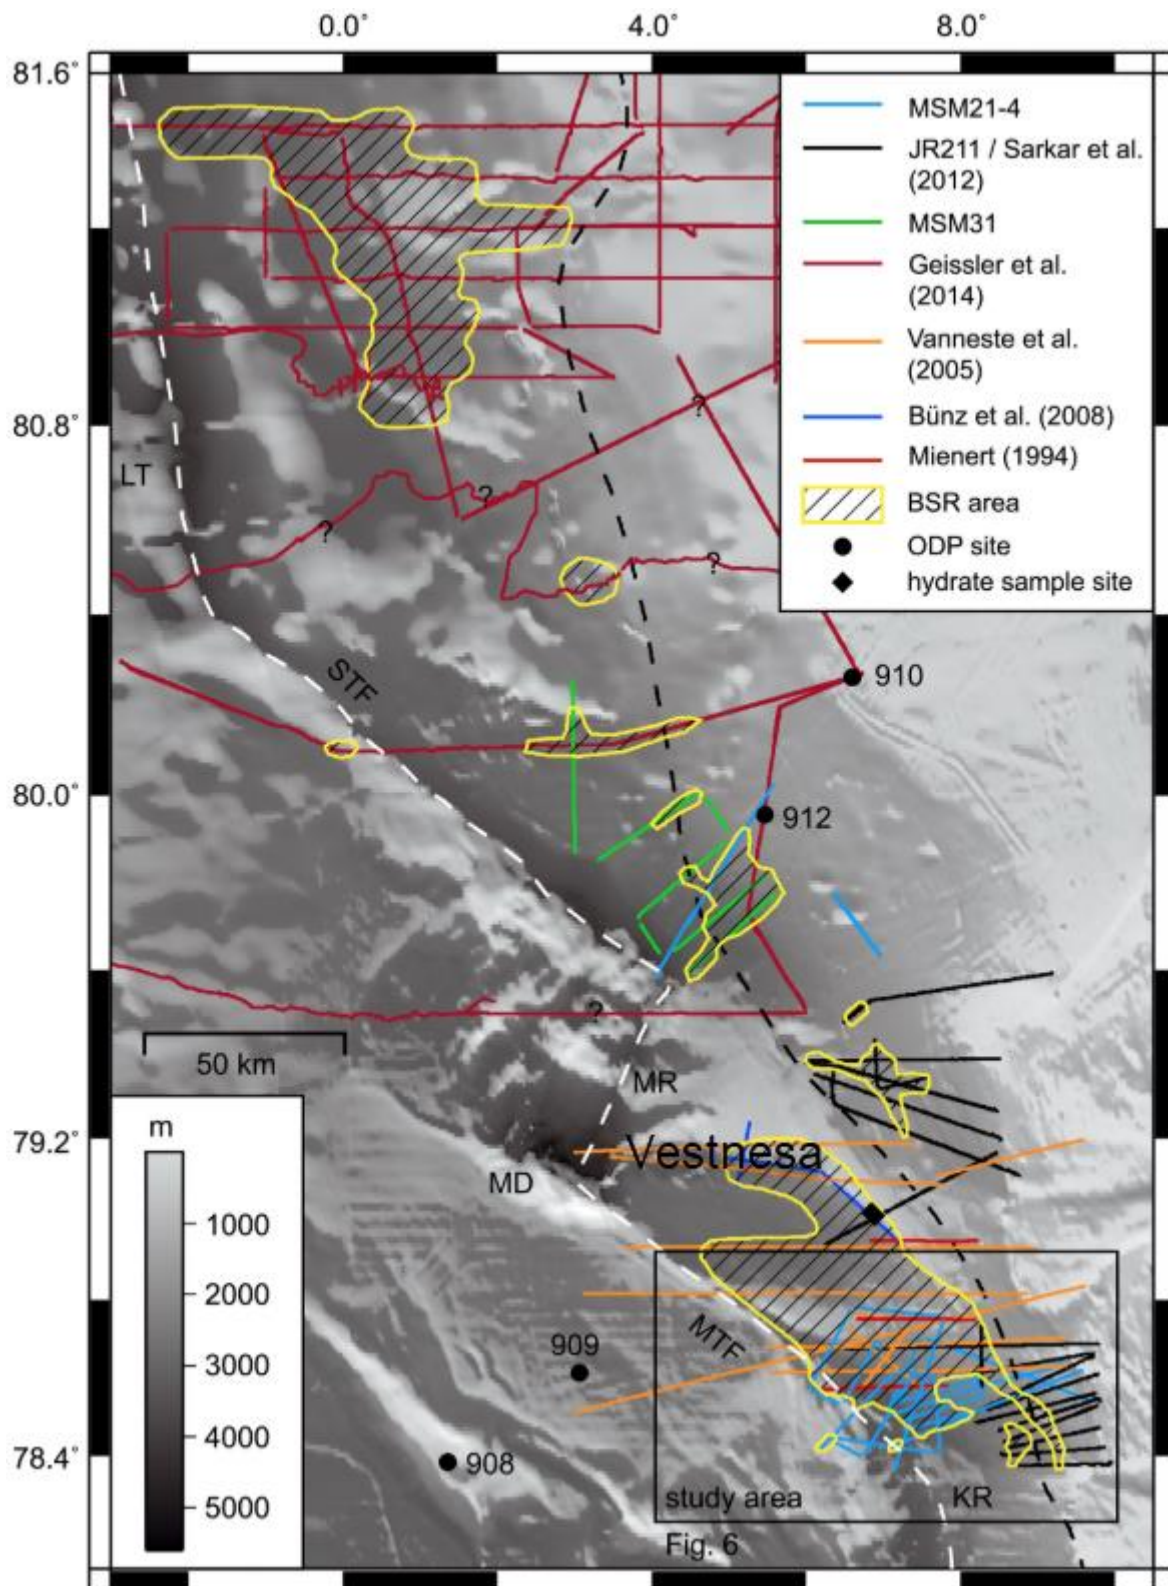 0.0°
4.0°
8.0°
81.6°
80.8°
80.0°
79.2°
78.4°
MSM21-4
JR211 / Sarkar et al.
(2012)
MSM31
Geissler et al.
(2014)
Vanneste et al.
(2005)
Bünz et al. (2008)
Mienert (1994)
BSR area
ODP site
hydrate sample site
?
LT
?
?
?
910
STF
912
?
50 km
MR
Vestnesa
MD
m
1000
2000
3000
4000
5000
MTF
909
908
study area
KR
Fig. 6